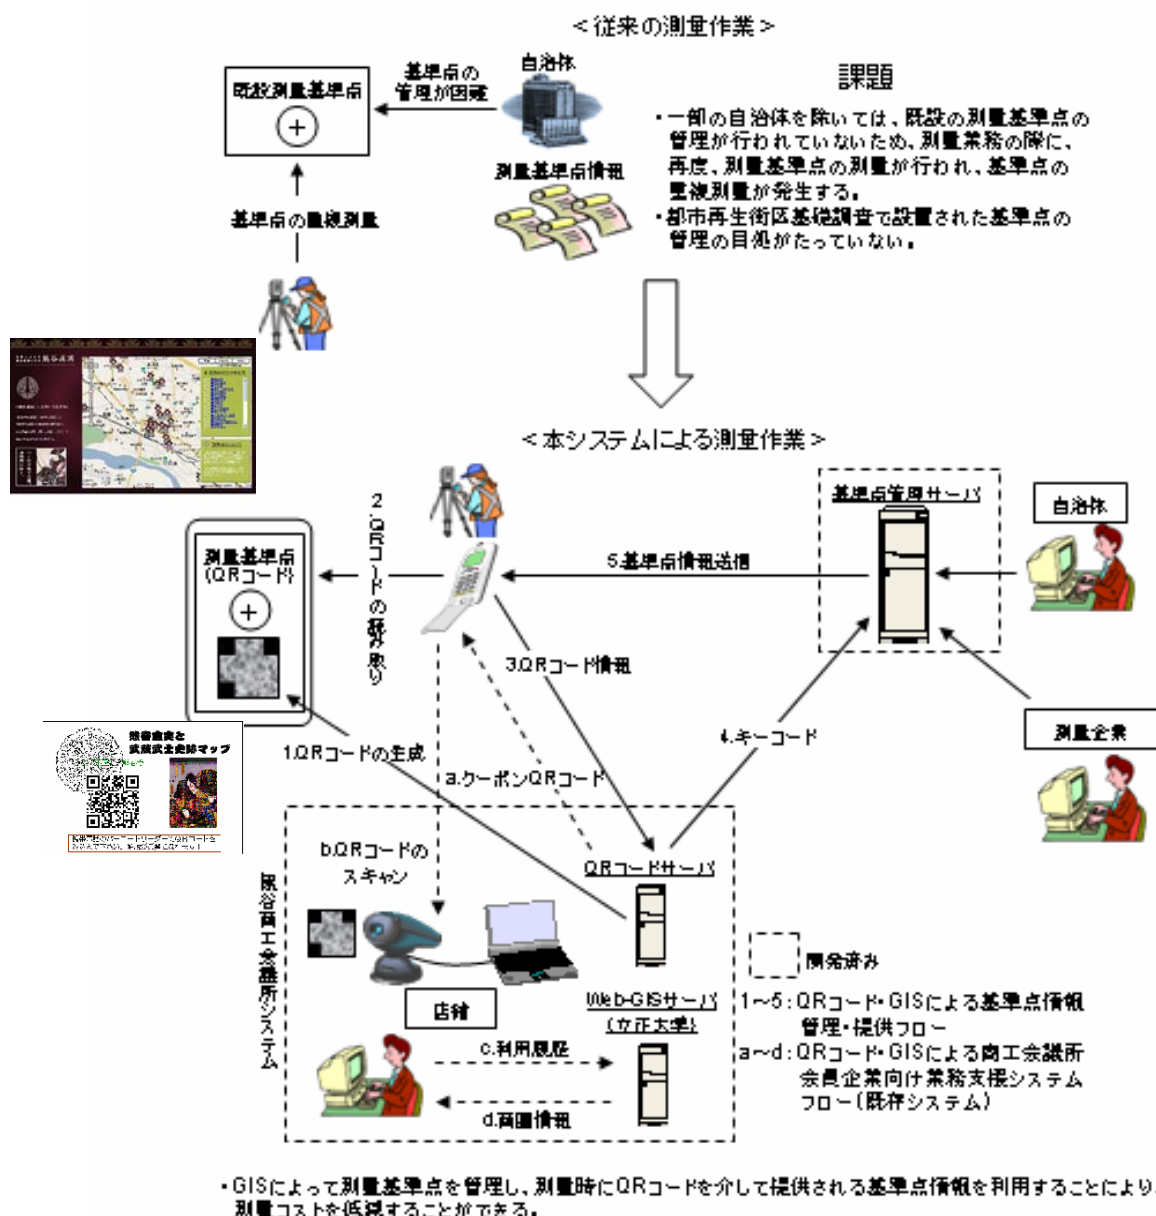 ＜従来の測量作業＞
自治体
基準点の
管理が困難
既設測量基準点
課題
・一部の自治体を除いては、既設の測量基準点の
管理が行われていないため、測量業務の際に、
再度、測量基準点の測量が行われ、基準点の
重複測量が発生する。
・都市再生街区基礎調査で設置された基準点の
管理の目処がたっていない。
測量基準点情報
基準点の重複測量
＜本システムによる測量作業＞
基準点管理サーバ
自治体
2.QRコードの読み取り
測量基準点
(QRコード)
5.基準点情報送信
3.QRコード情報
4.キーコード
測量企業
熊谷直実と
武蔵武士史跡マップ
1.QRコードの生成
a.クーポンQRコード
b.QRコードの
スキャン
QRコードサーバ
熊谷商工会議所システム
開発済み
店舗
Web-GISサーバ
(立正大学)
1～5：QRコード・GISによる基準点情報
管理・提供フロー
c.利用履歴
a～d：QRコード・GISによる商工会議所
会員企業向け業務支援システム
フロー（既存システム）
d.商圏情報
・GISによって測量基準点を管理し、測量時にQRコードを介して提供される基準点情報を利用することにより、
測量コストを低減することができる。